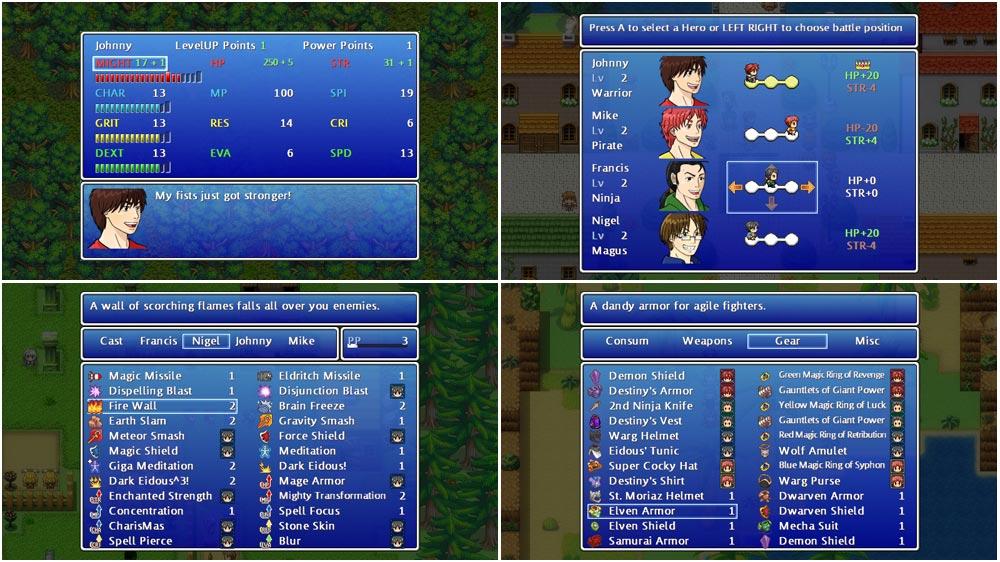 Johnny LevelUP Points 1 Power Points 1
MIGHT 17 + 1 HP 250 + 5 STR 31 + 1
CHAR 13 MP 100 SPI 19
GRIT 13 RES 14 CRI 6
DEXT 13 EVA 6 SPD 13
My fists just got stronger!
Press A to select a Hero or LEFT RIGHT to choose battle position
Johnny
Lv 2
Warrior
HP+20
STR-4
Mike
Lv 2
Pirate
HP-20
STR+4
Francis
Lv 2
Ninja
HP+0
STR+0
Nigel
Lv 2
Magus
HP+20
STR-4
A wall of scorching flames falls all over you enemies.
Cast Francis Nigel Johnny Mike PP 3
Magic Missile 1 Eldritch Missile 1
Dispelling Blast 1 Disjunction Blast
Fire Wall 2 Brain Freeze 2
Earth Slam 2 Gravity Smash 1
Meteor Smash Force Shield
Magic Shield Meditation 1
Giga Meditation 2 Dark Eidous! 1
Dark Eidous^3! 2 Mage Armor
Enchanted Strength Mighty Transformation 2
Concentration 1 Spell Focus 1
CharisMas Stone Skin
Spell Pierce Blur
A dandy armor for agile fighters.
Consum Weapons Gear Misc
Demon Shield Green Magic Ring of Revenge
Destiny's Armor Gauntlets of Giant Power
2nd Ninja Knife Yellow Magic Ring of Luck
Destiny's Vest Gauntlets of Giant Power
Warg Helmet Red Magic Ring of Retribution
Eidous' Tunic Wolf Amulet
Super Cocky Hat Blue Magic Ring of Syphon
Destiny's Shirt Warg Purse
St. Moriaz Helmet 1 Dwarven Armor 1
Elven Armor 1 Dwarven Shield 1
Elven Shield 1 Mecha Suit 1
Samurai Armor 1 Demon Shield 1